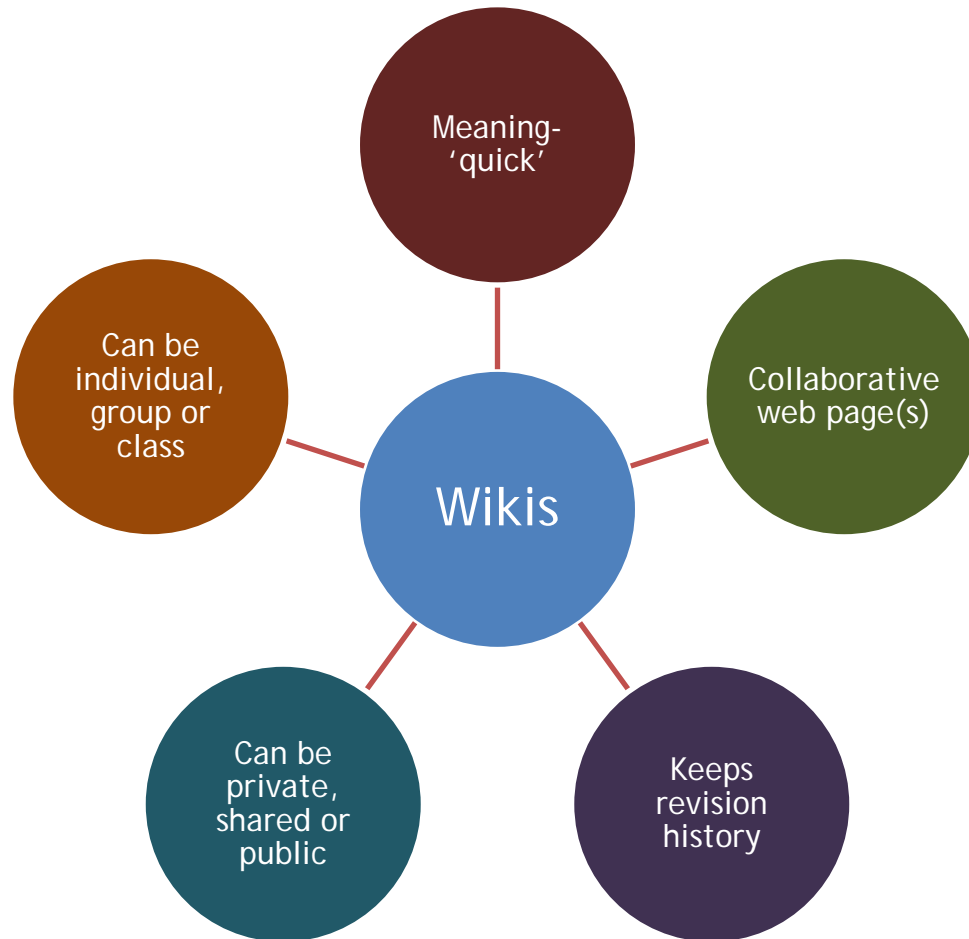 Meaning-
‘quick’
Collaborative
web page(s)
Keeps
revision
history
Can be
private,
shared or
public
Can be
individual,
group or
class
Wikis